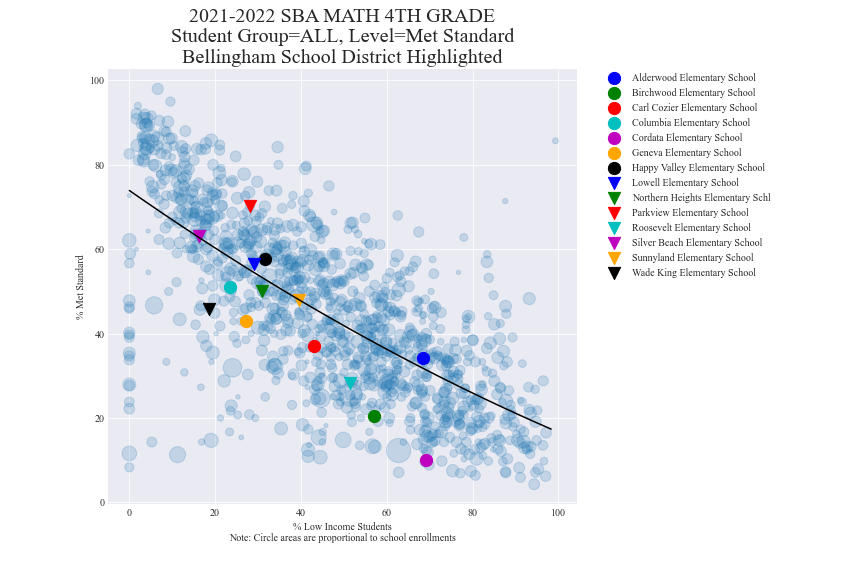 2021-2022 SBA MATH 4TH GRADE
Student Group=ALL, Level=Met Standard
Bellingham School District Highlighted
% Met Standard
100
80
60
40
20
0
0 20 40 60 80 100
% Low Income Students
Note: Circle areas are proportional to school enrollments
Alderwood Elementary School
Birchwood Elementary School
Carl Cozier Elementary School
Columbia Elementary School
Cordata Elementary School
Geneva Elementary School
Happy Valley Elementary School
Lowell Elementary School
Northern Heights Elementary Schl
Parkview Elementary School
Roosevelt Elementary School
Silver Beach Elementary School
Sunnyland Elementary School
Wade King Elementary School